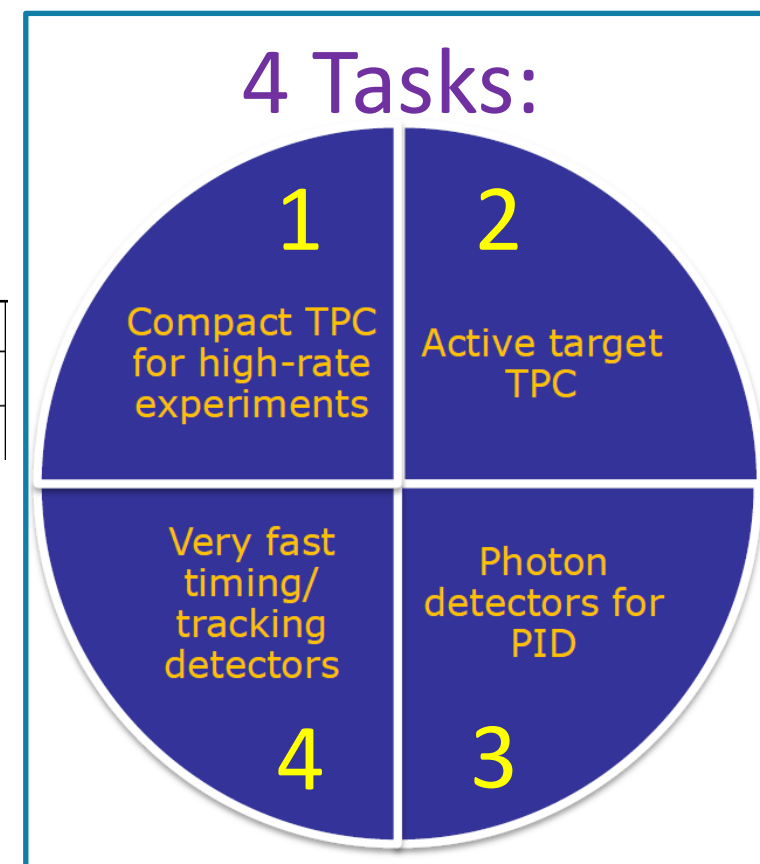 4 Tasks:
1
Compact TPC
for high-rate
experiments
2
Active target
TPC
Photon
detectors for
PID
3
Very fast
timing/
tracking
detectors
4